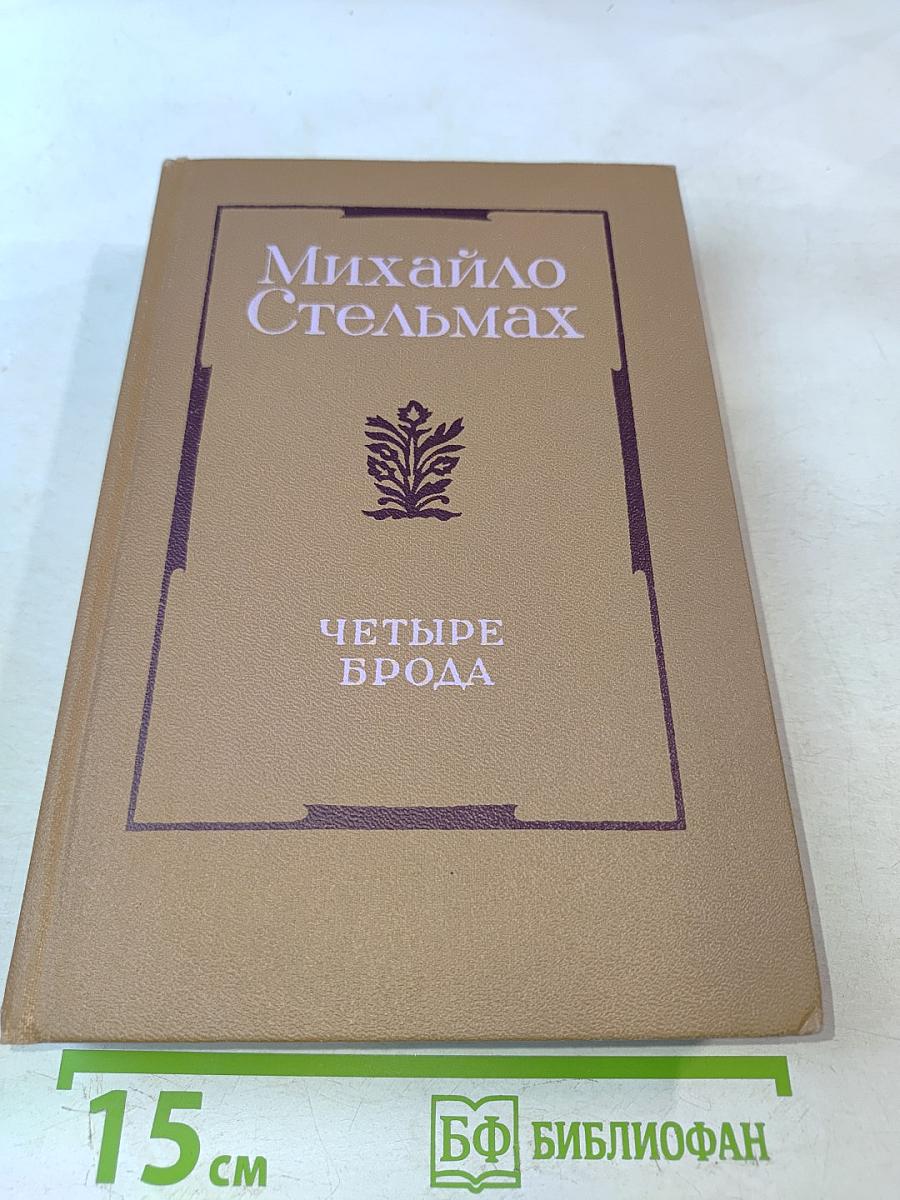 Михайло
Стельмах
ЧЕТЫРЕ
БРОДА
15 см
БФ БИБЛИОФАН